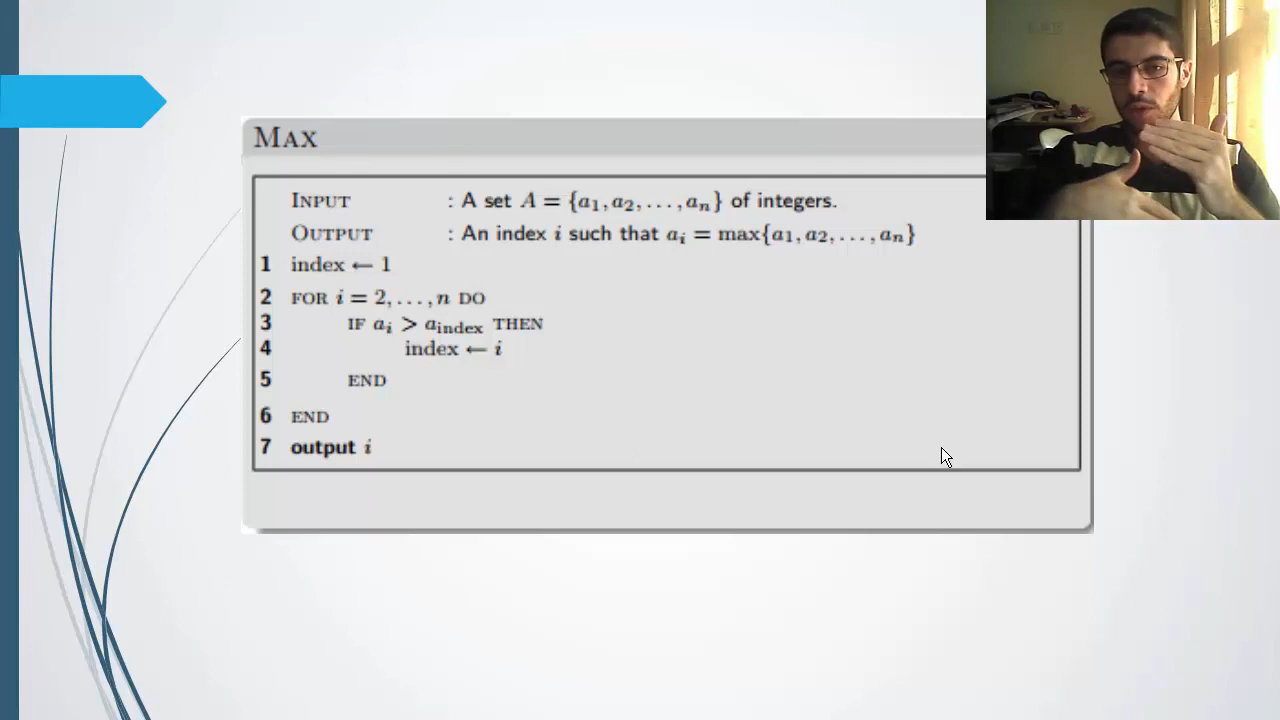 MAX
INPUT : A set A = {a₁, a₂, . . . , aₙ} of integers.
OUTPUT : An index i such that aᵢ = max{a₁, a₂, . . . , aₙ}
1 index ← 1
2 FOR i = 2, . . . , n DO
3 IF aᵢ > a_index THEN
4 index ← i
5 END
6 END
7 output i